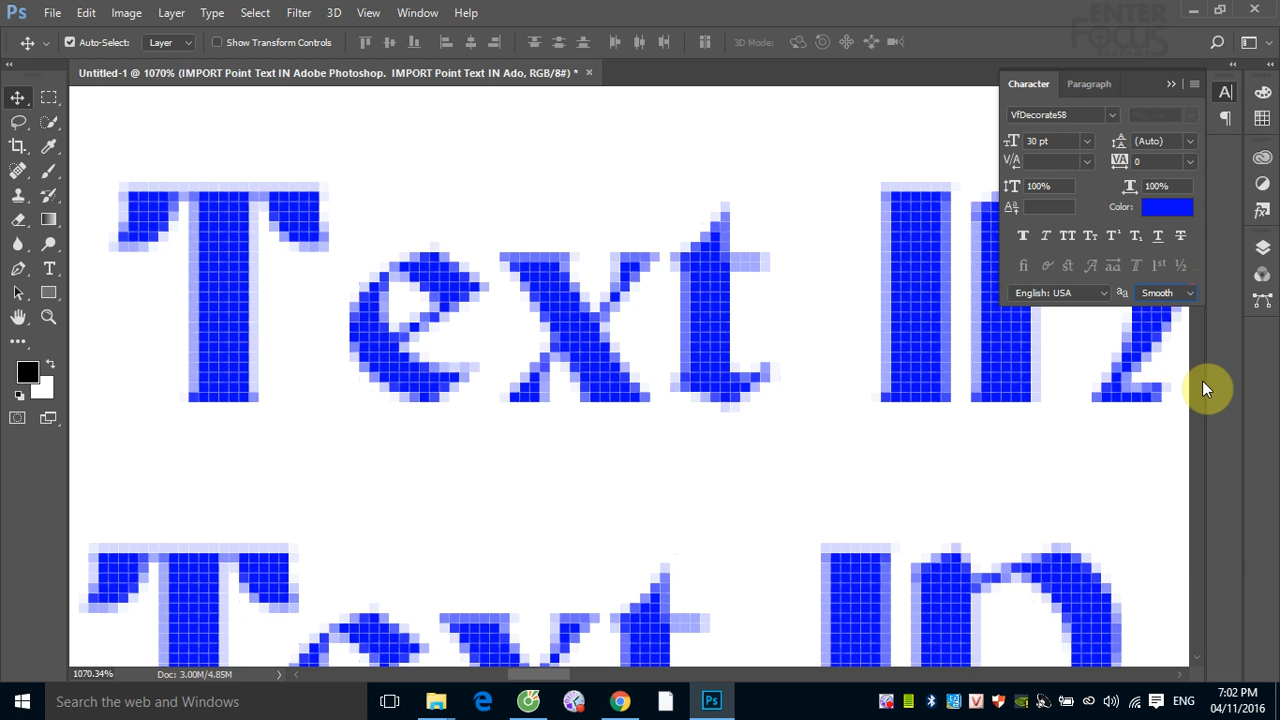 Ps File Edit Image Layer Type Select Filter 3D View Window Help
ENTER FOCUS
Auto-Select: Layer Show Transform Controls 3D Modes:
Untitled-1 @ 1070% (IMPORT Point Text IN Adobe Photoshop. IMPORT Point Text IN Ado, RGB/8#) *
Character Paragraph
VfDecorate58
30 pt (Auto)
0
100% 100%
Color:
English: USA Smooth
Text
Text In
1070.34% Doc: 3.00M/4.85M
Search the web and Windows
ENG
7:02 PM
04/11/2016